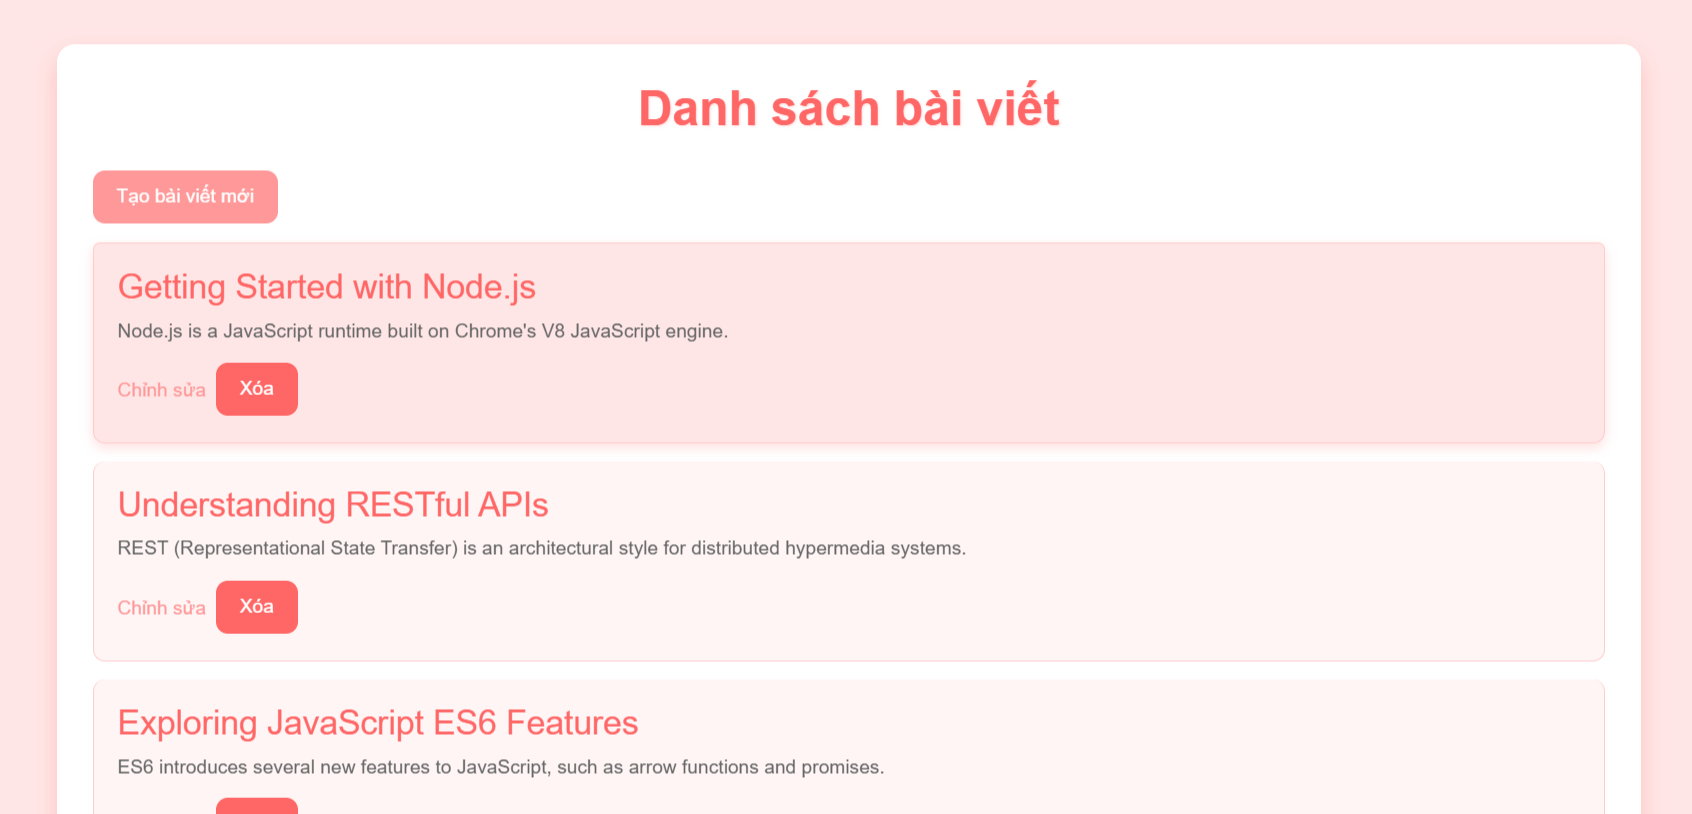 Danh sách bài viết
Tạo bài viết mới
Getting Started with Node.js
Node.js is a JavaScript runtime built on Chrome's V8 JavaScript engine.
Chỉnh sửa Xóa
Understanding RESTful APIs
REST (Representational State Transfer) is an architectural style for distributed hypermedia systems.
Chỉnh sửa Xóa
Exploring JavaScript ES6 Features
ES6 introduces several new features to JavaScript, such as arrow functions and promises.